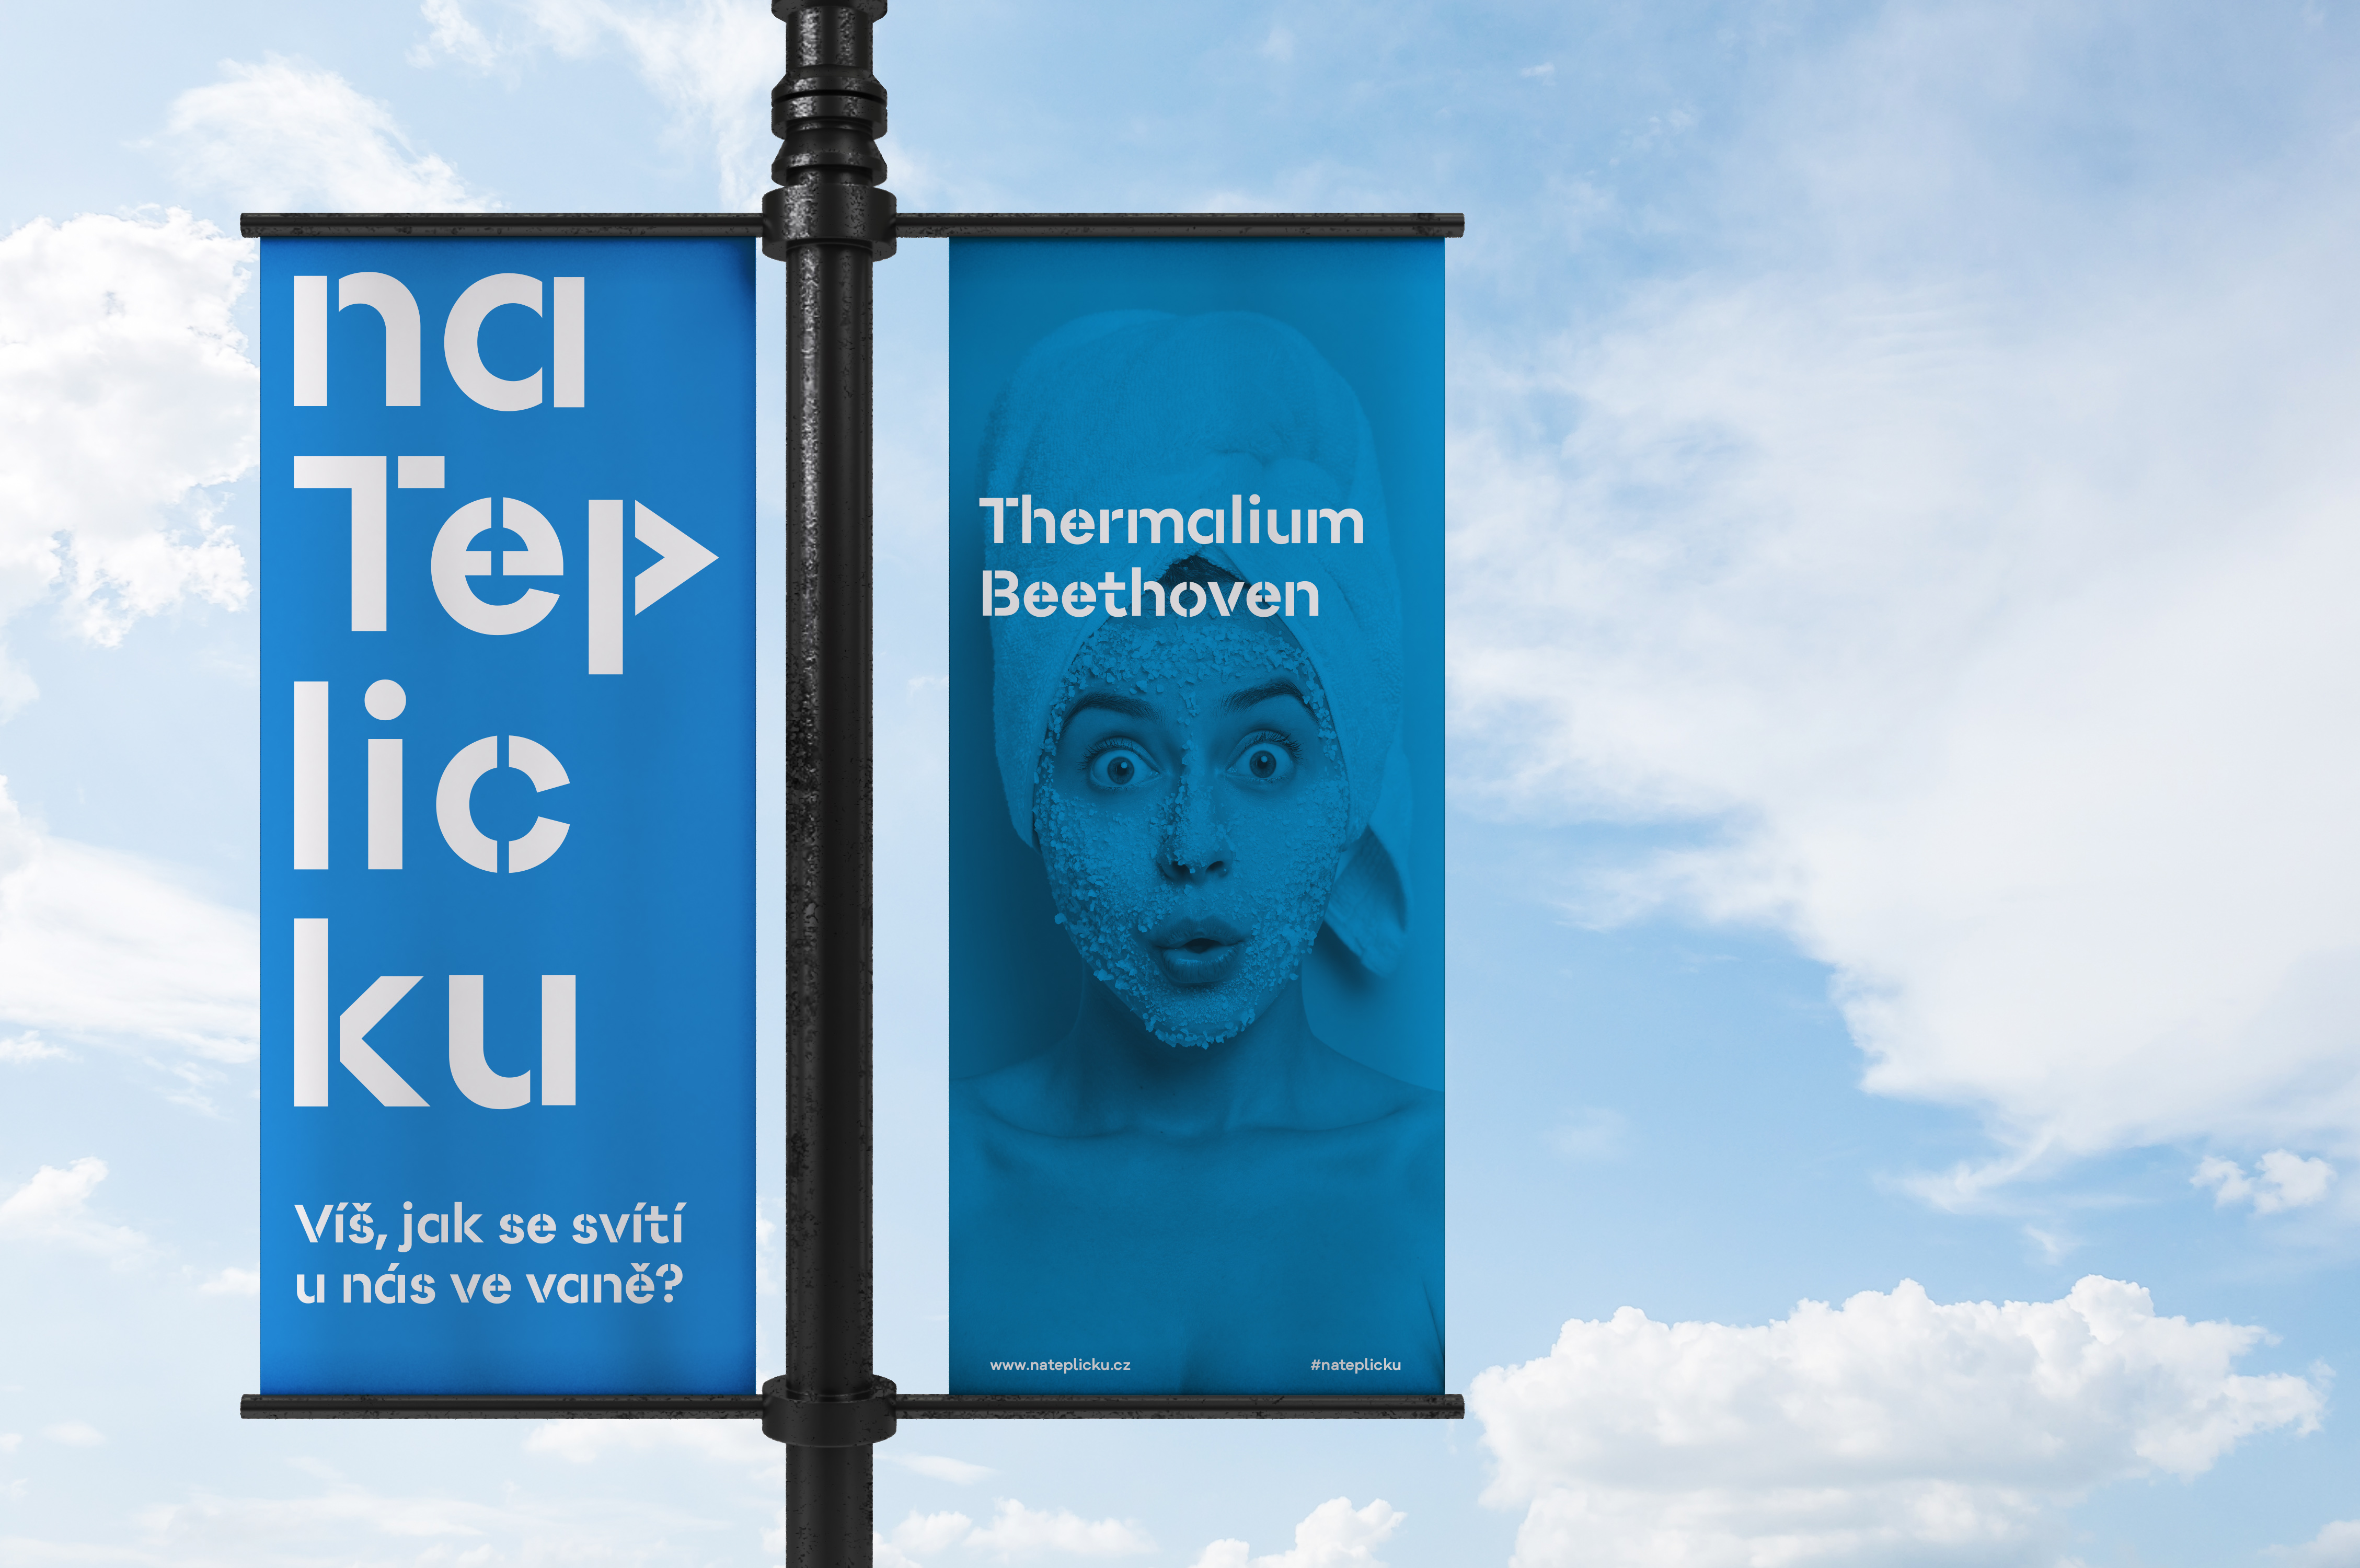 na
Tep
lic
ku
Víš, jak se svítí
u nás ve vaně?
Thermalium
Beethoven
www.nateplicku.cz
#nateplicku